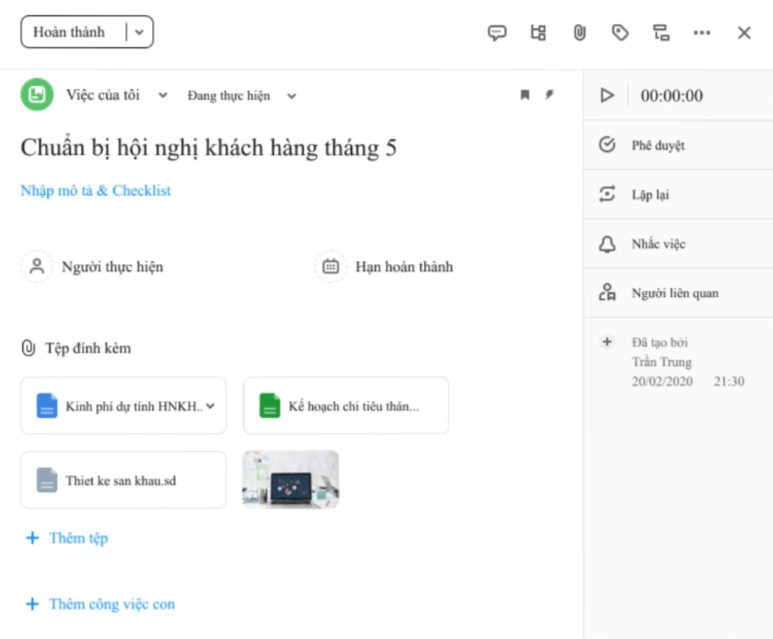 Hoàn thành
Việc của tôi
Đang thực hiện
Chuẩn bị hội nghị khách hàng tháng 5
Nhập mô tả & Checklist
Người thực hiện
Hạn hoàn thành
Tệp đính kèm
Kinh phí dự tính HNKH..
Kế hoạch chi tiêu thán...
Thiet ke san khau.sd
Thêm tệp
Thêm công việc con
00:00:00
Phê duyệt
Lặp lại
Nhắc việc
Người liên quan
Đã tạo bởi
Trần Trung
20/02/2020 21:30